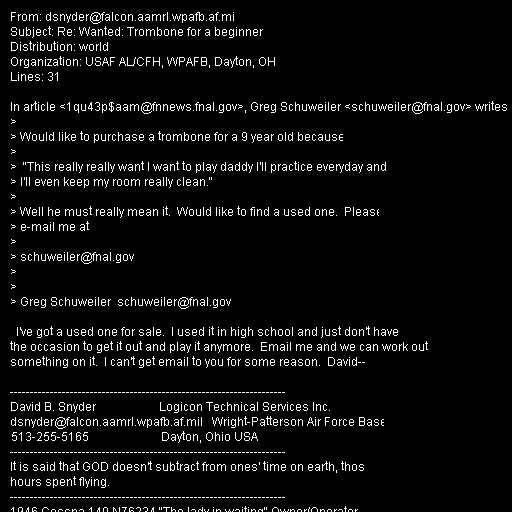 From: dsnyder@falcon.aamrl.wpafb.af.mi
Subject: Re: Wanted: Trombone for a beginner
Distribution: world
Organization: USAF AL/CFH, WPAFB, Dayton, OH
Lines: 31

In article <1qu43p$aam@fnnews.fnal.gov>, Greg Schuweiler <schuweiler@fnal.gov> writes
>
> Would like to purchase a trombone for a 9 year old because
>
>  "This really really want I want to play daddy I'll practice everyday and
> I'll even keep my room really clean."
>
> Well he must really mean it.  Would like to find a used one.  Please
> e-mail me at
>
> schuweiler@fnal.gov
>
>
> Greg Schuweiler  schuweiler@fnal.gov

I've got a used one for sale.  I used it in high school and just don't have
the occasion to get it out and play it anymore.  Email me and we can work out
something on it.  I can't get email to you for some reason.  David--

-------------------------------------------------------------------
David B. Snyder                    Logicon Technical Services Inc.
dsnyder@falcon.aamrl.wpafb.af.mil   Wright-Patterson Air Force Base
513-255-5165                       Dayton, Ohio USA
-------------------------------------------------------------------
It is said that GOD doesn't subtract from ones' time on earth, thos
hours spent flying.
-------------------------------------------------------------------
1946 Cessna 140 N76234 "The lady in waiting" Owner/Operator